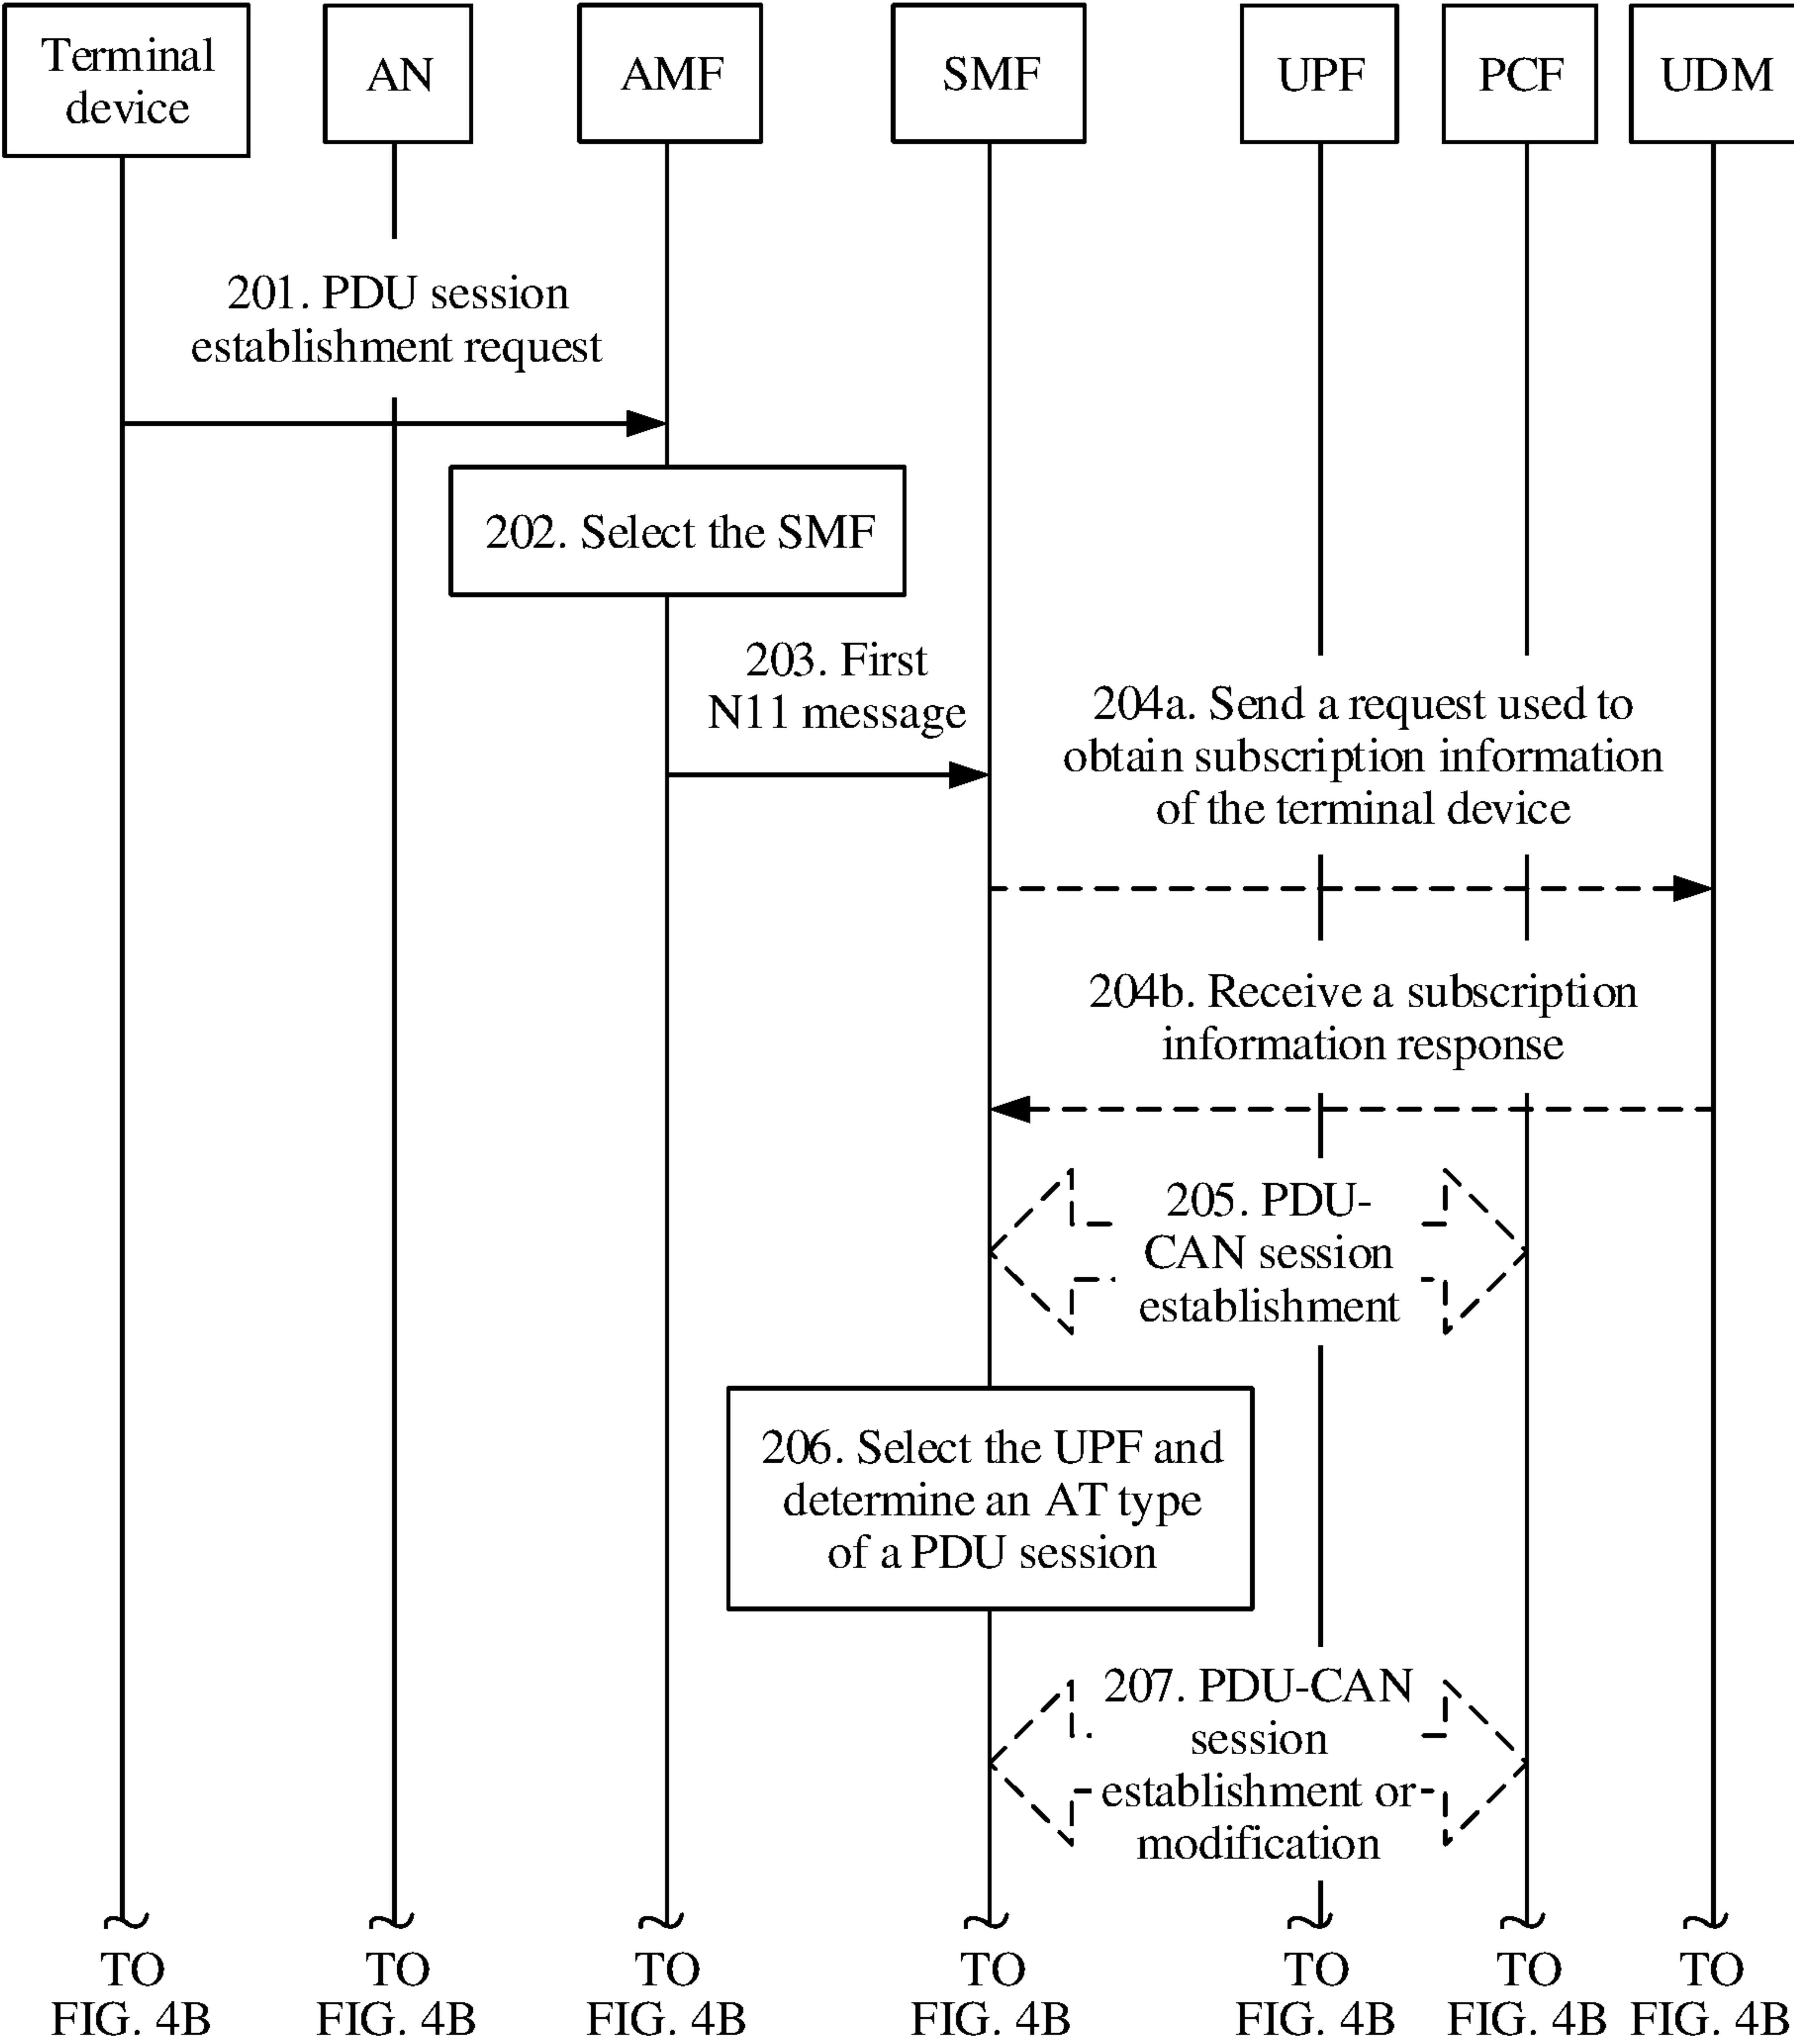 Terminal
device
AN
AMF
SMF
UPF
PCF
UDM
201. PDU session
establishment request
202. Select the SMF
203. First
N11 message
204a. Send a request used to
obtain subscription information
of the terminal device
204b. Receive a subscription
information response
205. PDU-
CAN session
establishment
206. Select the UPF and
determine an AT type
of a PDU session
207. PDU-CAN
session
establishment or
modification
TO
FIG. 4B
TO
FIG. 4B
TO
FIG. 4B
TO
FIG. 4B
TO
FIG. 4B
TO
FIG. 4B
TO
FIG. 4B